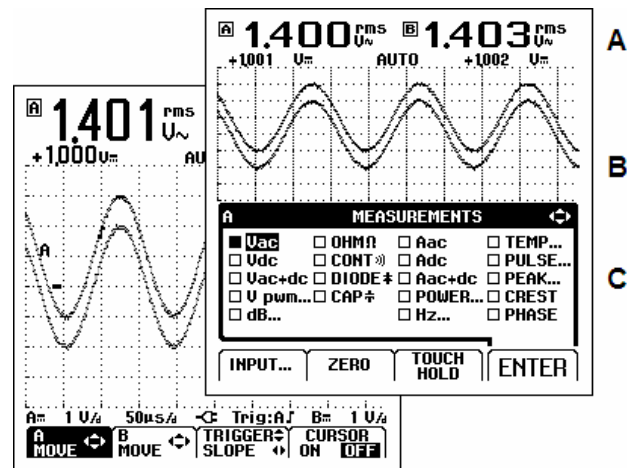 A 1.400 rms V~ B 1.403 rms V~
+1.001 V⎓ AUTO +1.002 V⎓
A
B
C
A MEASUREMENTS
■ Vac □ OHMΩ □ Aac □ TEMP...
□ Vdc □ CONT □ Adc □ PULSE...
□ Vac+dc □ DIODE □ Aac+dc □ PEAK...
□ V pwm... □ CAP □ POWER... □ CREST
□ dB... □ Hz... □ PHASE
INPUT... ZERO TOUCH HOLD ENTER
A 1.401 rms V~
+1.000 V⎓ AU
A
A⎓ 1 V/d 50µs/d Trig:A B⎓ 1 V/d
A MOVE B MOVE TRIGGER SLOPE CURSOR ON OFF